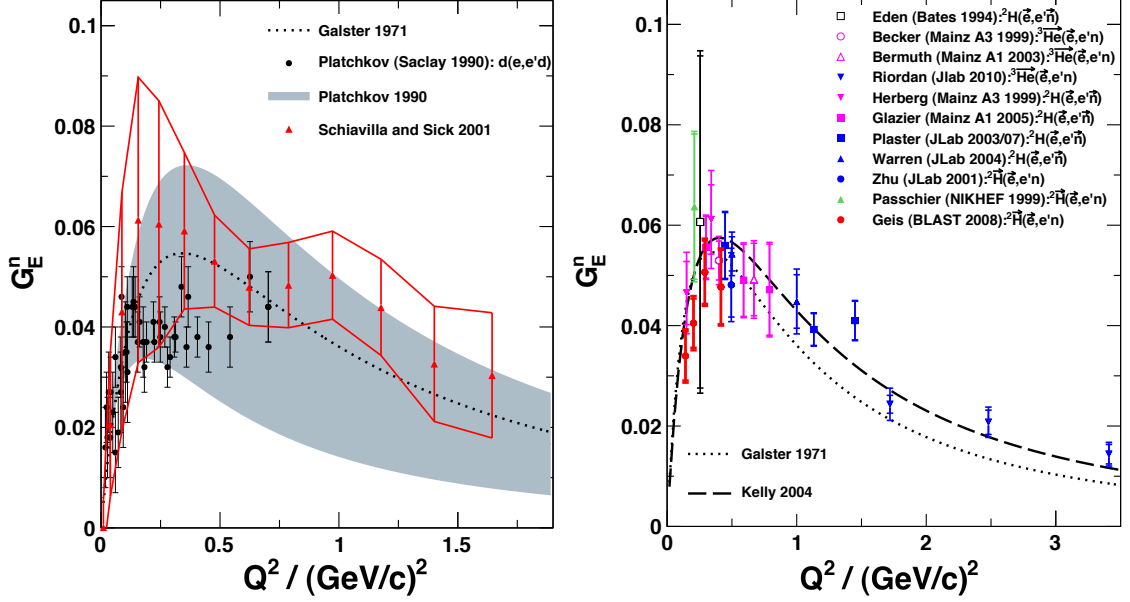 0.1
0.08
0.06
0.04
0.02
0
G_E^n
Galster 1971
Platchkov (Saclay 1990): d(e,e'd)
Platchkov 1990
Schiavilla and Sick 2001
0
0.5
1
1.5
Q² / (GeV/c)²
0.1
0.08
0.06
0.04
0.02
0
G_E^n
Eden (Bates 1994):²H(e⃗,e'n⃗)
Becker (Mainz A3 1999):³He⃗(e⃗,e'n)
Bermuth (Mainz A1 2003):³He⃗(e⃗,e'n)
Riordan (Jlab 2010):³He⃗(e⃗,e'n)
Herberg (Mainz A3 1999):²H(e⃗,e'n⃗)
Glazier (Mainz A1 2005):²H(e⃗,e'n⃗)
Plaster (JLab 2003/07):²H(e⃗,e'n⃗)
Warren (JLab 2004):²H(e⃗,e'n⃗)
Zhu (JLab 2001):²H⃗(e⃗,e'n)
Passchier (NIKHEF 1999):²H⃗(e⃗,e'n)
Geis (BLAST 2008):²H⃗(e⃗,e'n)
Galster 1971
Kelly 2004
0
1
2
3
Q² / (GeV/c)²